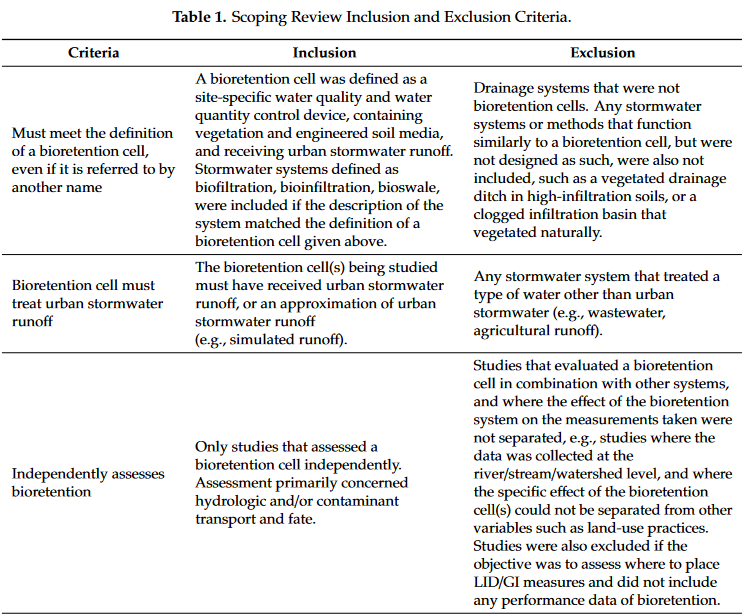 Table 1. Scoping Review Inclusion and Exclusion Criteria.
Criteria
Inclusion
Exclusion
Must meet the definition
of a bioretention cell,
even if it is referred to by
another name
A bioretention cell was defined as a
site-specific water quality and water
quantity control device, containing
vegetation and engineered soil media,
and receiving urban stormwater runoff.
Stormwater systems defined as
biofiltration, bioinfiltration, bioswale,
were included if the description of the
system matched the definition of a
bioretention cell given above.
Drainage systems that were not
bioretention cells. Any stormwater
systems or methods that function
similarly to a bioretention cell, but were
not designed as such, were also not
included, such as a vegetated drainage
ditch in high-infiltration soils, or a
clogged infiltration basin that
vegetated naturally.
Bioretention cell must
treat urban stormwater
runoff
The bioretention cell(s) being studied
must have received urban stormwater
runoff, or an approximation of urban
stormwater runoff
(e.g., simulated runoff).
Any stormwater system that treated a
type of water other than urban
stormwater (e.g., wastewater,
agricultural runoff).
Independently assesses
bioretention
Only studies that assessed a
bioretention cell independently.
Assessment primarily concerned
hydrologic and/or contaminant
transport and fate.
Studies that evaluated a bioretention
cell in combination with other systems,
and where the effect of the bioretention
system on the measurements taken were
not separated, e.g., studies where the
data was collected at the
river/stream/watershed level, and where
the specific effect of the bioretention
cell(s) could not be separated from other
variables such as land-use practices.
Studies were also excluded if the
objective was to assess where to place
LID/GI measures and did not include
any performance data of bioretention.